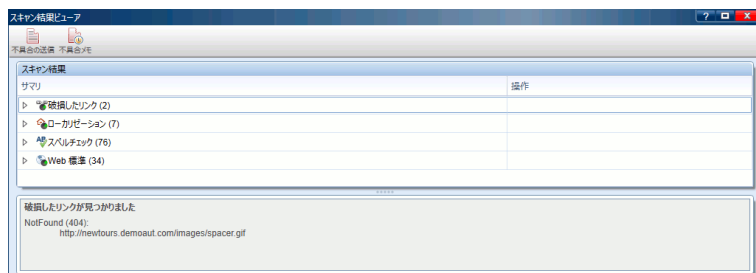 スキャン結果ビューア
不具合の送信 不具合メモ
スキャン結果
サマリ 操作
破損したリンク (2)
ローカリゼーション (7)
スペルチェック (76)
Web 標準 (34)
破損したリンクが見つかりました
NotFound (404):
http://newtours.demoaut.com/images/spacer.gif